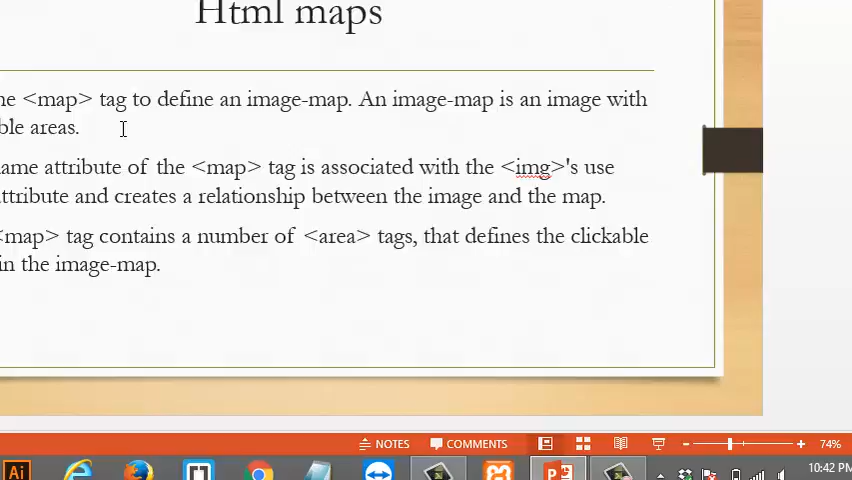 Html maps
he <map> tag to define an image-map. An image-map is an image with
ble areas.
name attribute of the <map> tag is associated with the <img>'s use
attribute and creates a relationship between the image and the map.
<map> tag contains a number of <area> tags, that defines the clickable
in the image-map.
NOTES COMMENTS 74%
Ai 10:42 PM